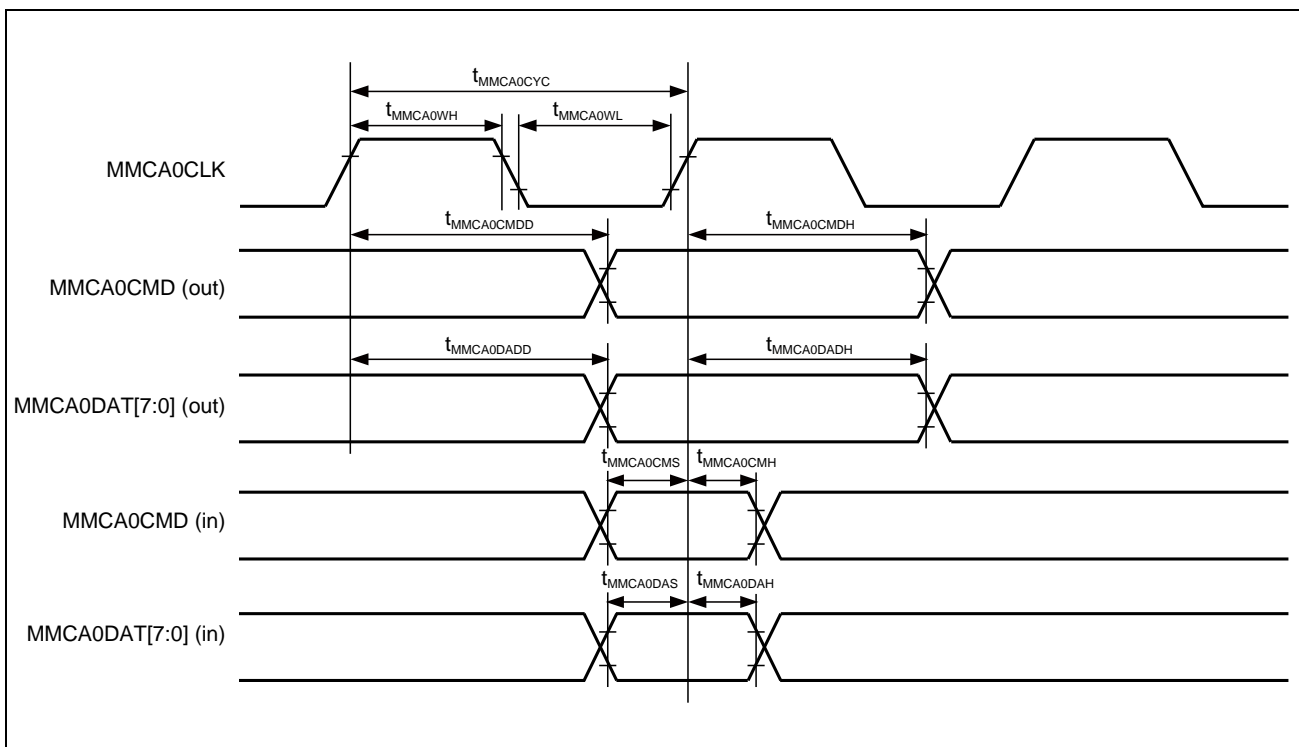 tMMCA0CYC
tMMCA0WH tMMCA0WL
MMCA0CLK
tMMCA0CMDD tMMCA0CMDH
MMCA0CMD (out)
tMMCA0DADD tMMCA0DADH
MMCA0DAT[7:0] (out)
tMMCA0CMS tMMCA0CMH
MMCA0CMD (in)
tMMCA0DAS tMMCA0DAH
MMCA0DAT[7:0] (in)